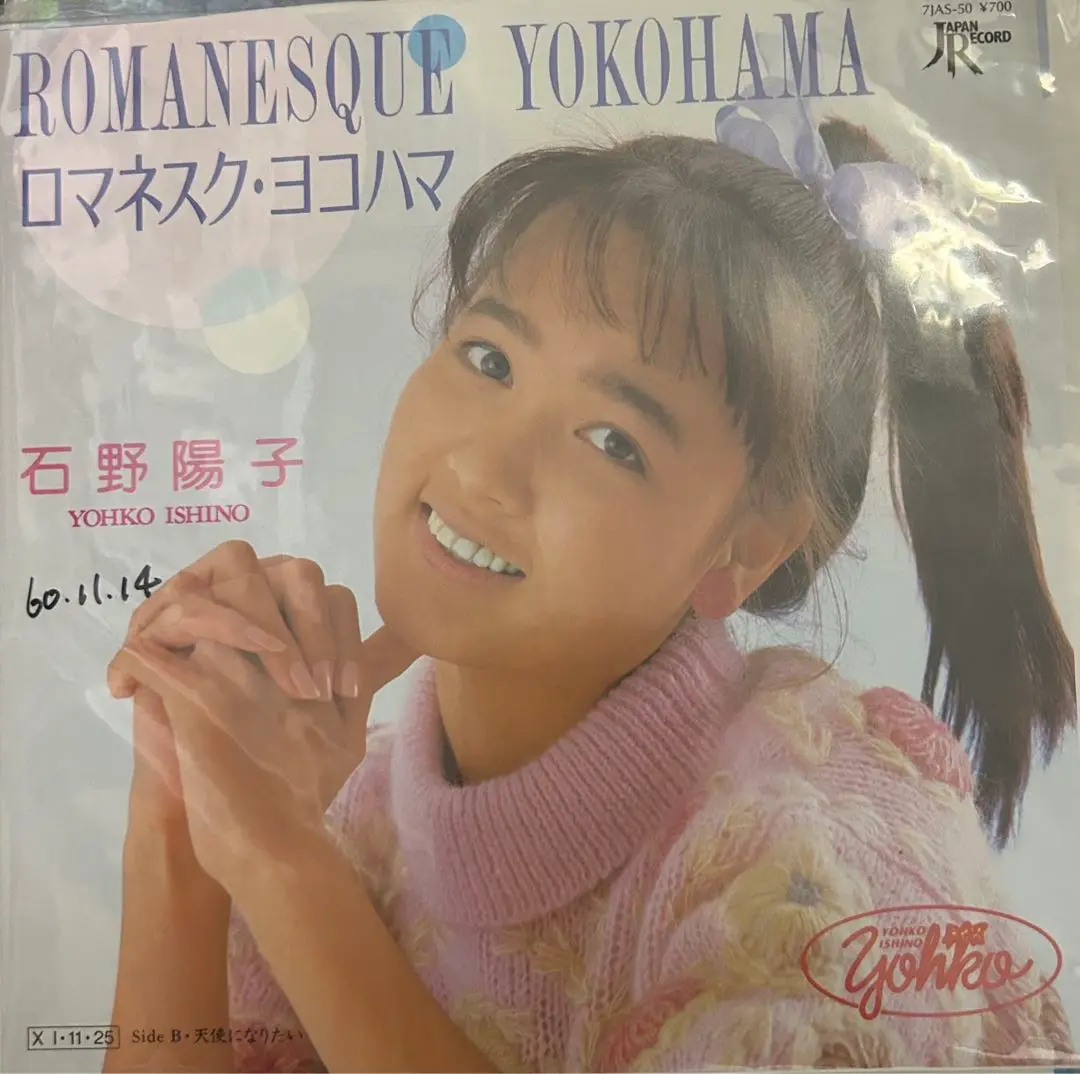 7JAS-50 ¥700
JAPAN RECORD
ROMANESQUE YOKOHAMA
ロマネスク・ヨコハマ
石野陽子
YOHKO ISHINO
60.11.14
YOHKO
ISHINO
Yohko
X I・11・25 Side B・天使になりたい